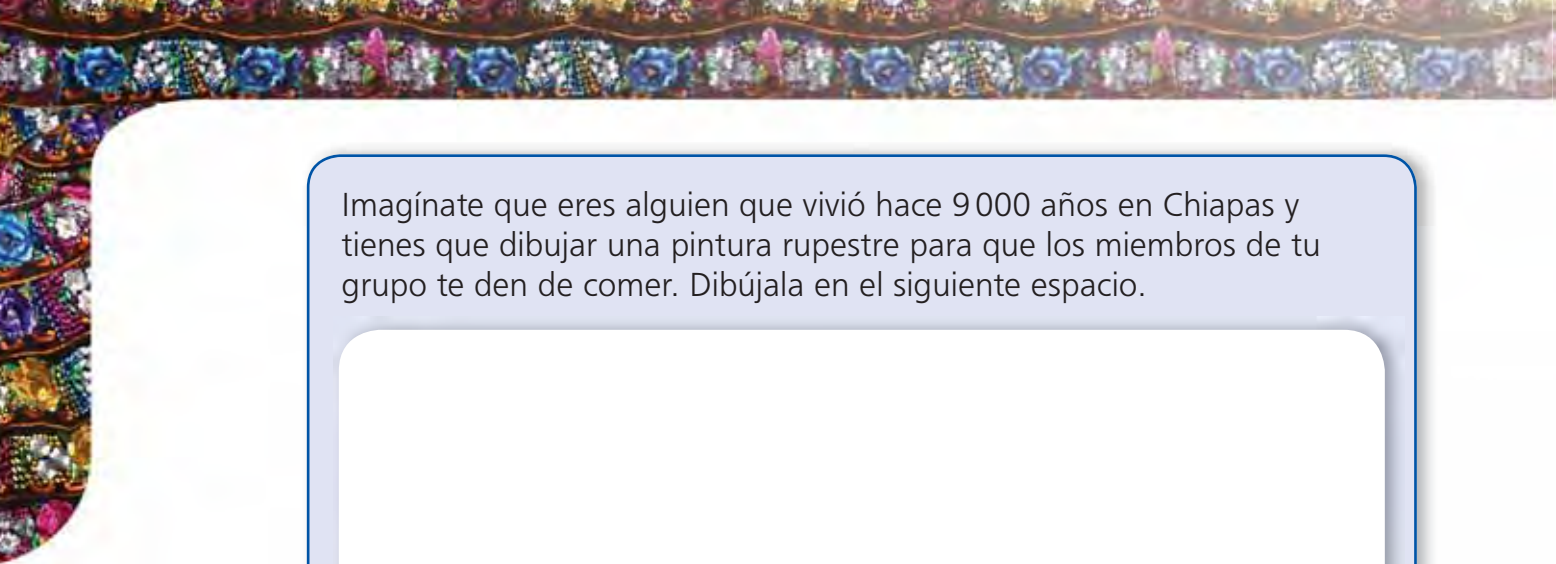 Imagínate que eres alguien que vivió hace 9 000 años en Chiapas y
tienes que dibujar una pintura rupestre para que los miembros de tu
grupo te den de comer. Dibújala en el siguiente espacio.